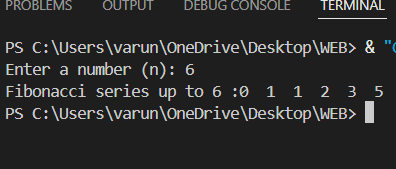 PROBLEMS OUTPUT DEBUG CONSOLE TERMINAL
PS C:\Users\varun\OneDrive\Desktop\WEB> & "
Enter a number (n): 6
Fibonacci series up to 6 :0  1  1  2  3  5
PS C:\Users\varun\OneDrive\Desktop\WEB>